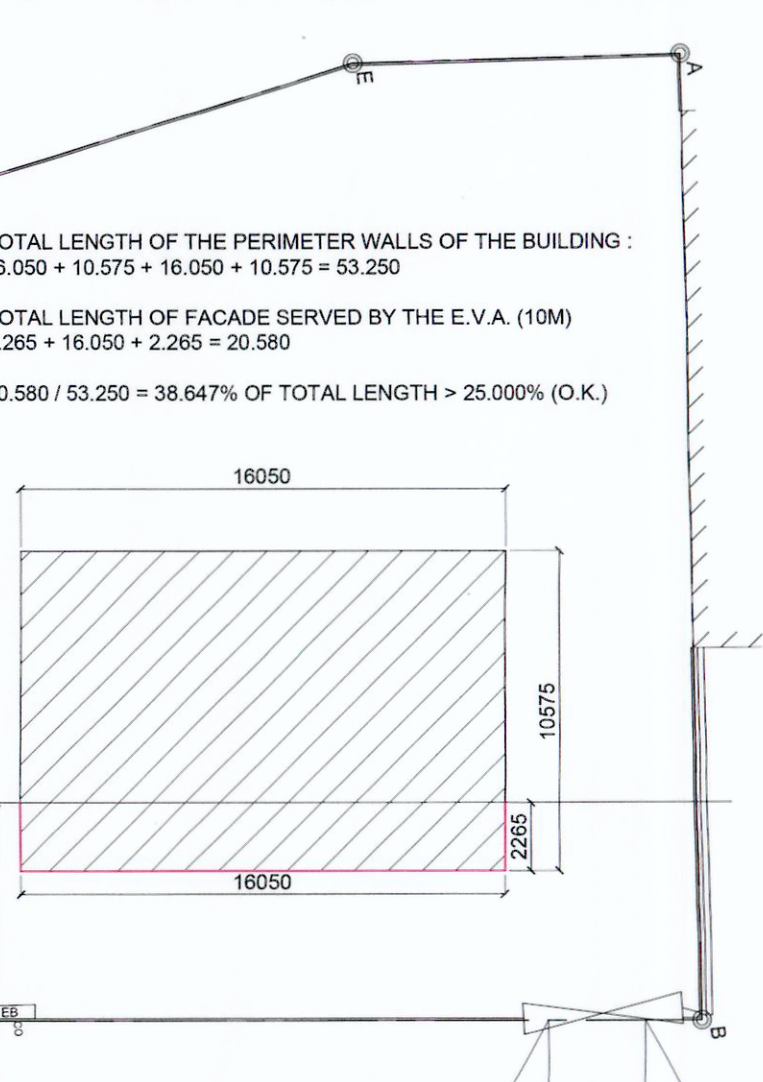 E
A
OTAL LENGTH OF THE PERIMETER WALLS OF THE BUILDING :
6.050 + 10.575 + 16.050 + 10.575 = 53.250
OTAL LENGTH OF FACADE SERVED BY THE E.V.A. (10M)
.265 + 16.050 + 2.265 = 20.580
0.580 / 53.250 = 38.647% OF TOTAL LENGTH > 25.000% (O.K.)
16050
10575
2265
16050
EB
B